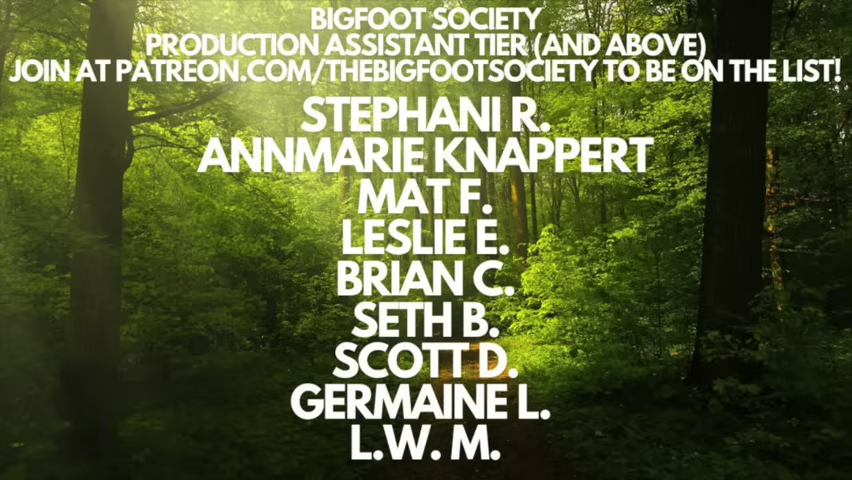 BIGFOOT SOCIETY
PRODUCTION ASSISTANT TIER (AND ABOVE)
JOIN AT PATREON.COM/THEBIGFOOTSOCIETY TO BE ON THE LIST!
STEPHANI R.
ANNMARIE KNAPPERT
MAT F.
LESLIE E.
BRIAN C.
SETH B.
SCOTT D.
GERMAINE L.
L.W. M.